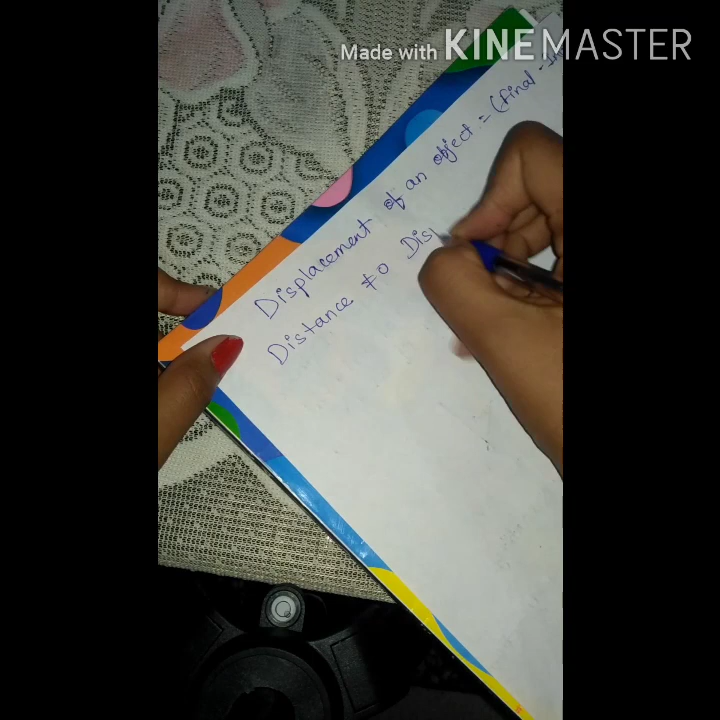 Made with KINEMASTER
Displacement of an object = (Final -
Distance ≠ 0 Dis